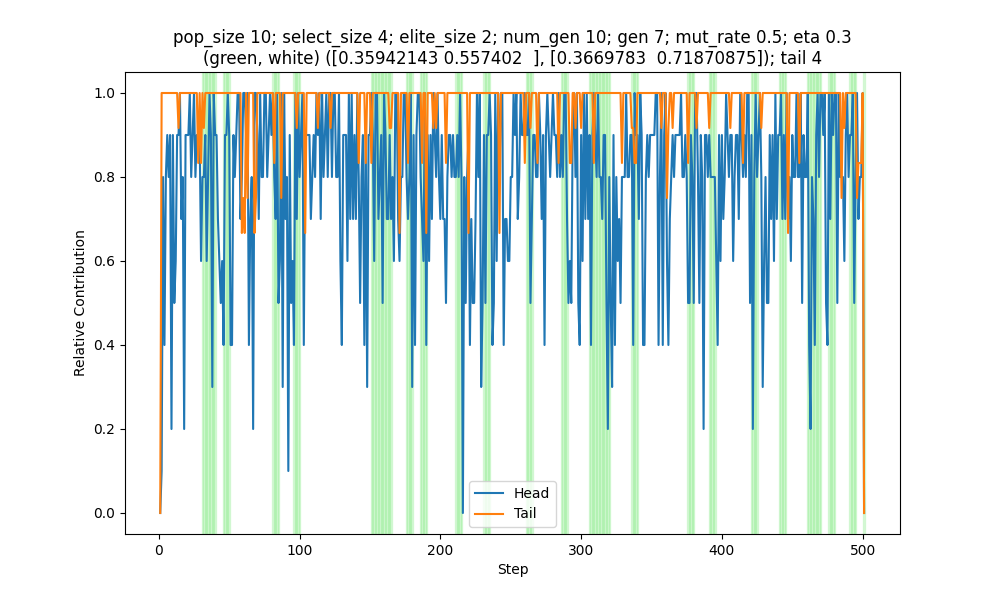 pop_size 10; select_size 4; elite_size 2; num_gen 10; gen 7; mut_rate 0.5; eta 0.3
(green, white) ([0.35942143 0.557402  ], [0.3669783  0.71870875]); tail 4
1.0
0.8
0.6
0.4
0.2
0.0
Relative Contribution
Head
Tail
0 100 200 300 400 500
Step